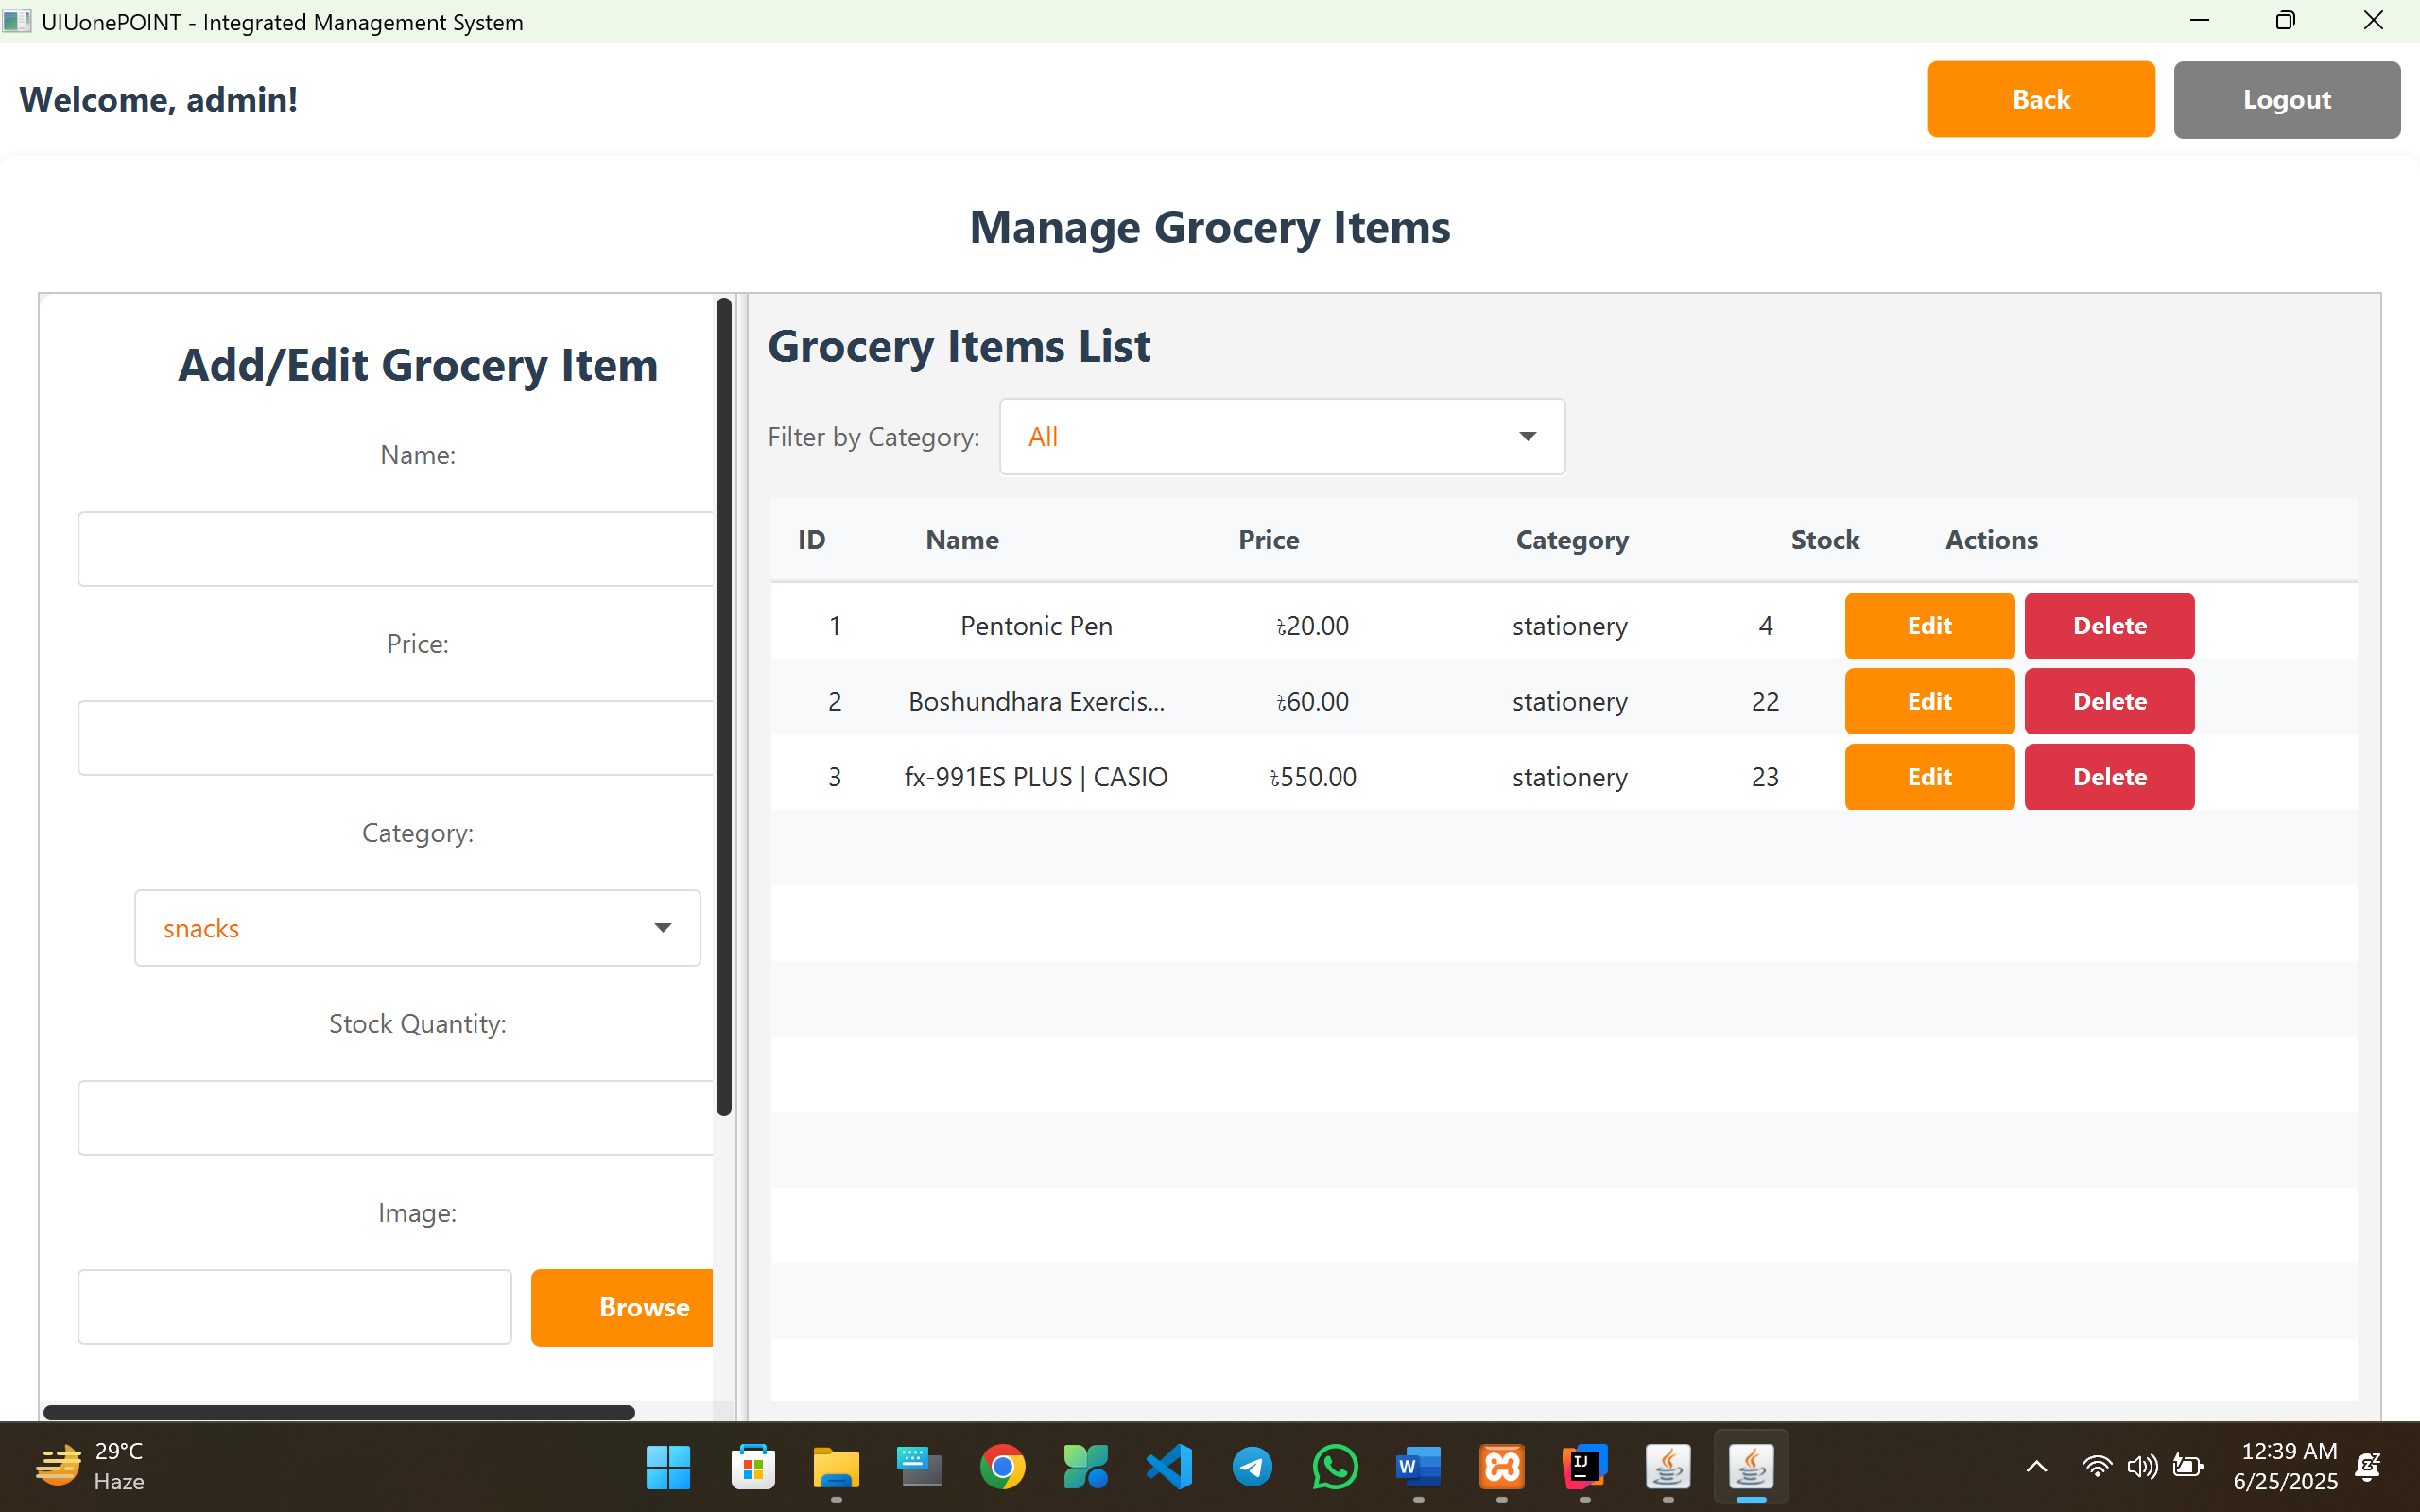 UIUonePOINT - Integrated Management System
Welcome, admin!
Back
Logout
Manage Grocery Items
Add/Edit Grocery Item
Name:
Price:
Category:
snacks
Stock Quantity:
Image:
Browse
Grocery Items List
Filter by Category: All
ID Name Price Category Stock Actions
1 Pentonic Pen ৳20.00 stationery 4 Edit Delete
2 Boshundhara Exercis... ৳60.00 stationery 22 Edit Delete
3 fx-991ES PLUS | CASIO ৳550.00 stationery 23 Edit Delete
29°C
Haze
W
IJ
12:39 AM
6/25/2025